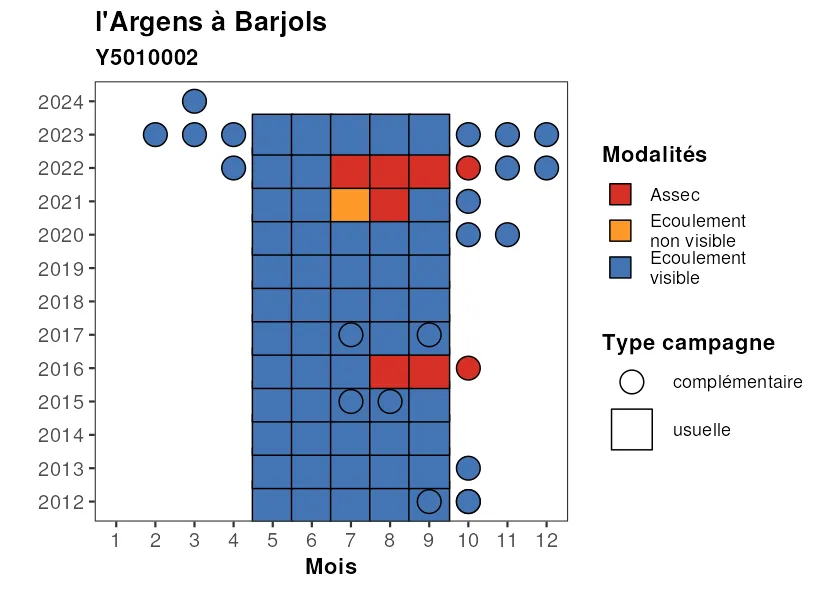 l'Argens à Barjols
Y5010002
2024
2023
2022
2021
2020
2019
2018
2017
2016
2015
2014
2013
2012
1 2 3 4 5 6 7 8 9 10 11 12
Mois
Modalités
Assec
Ecoulement
non visible
Ecoulement
visible
Type campagne
complémentaire
usuelle